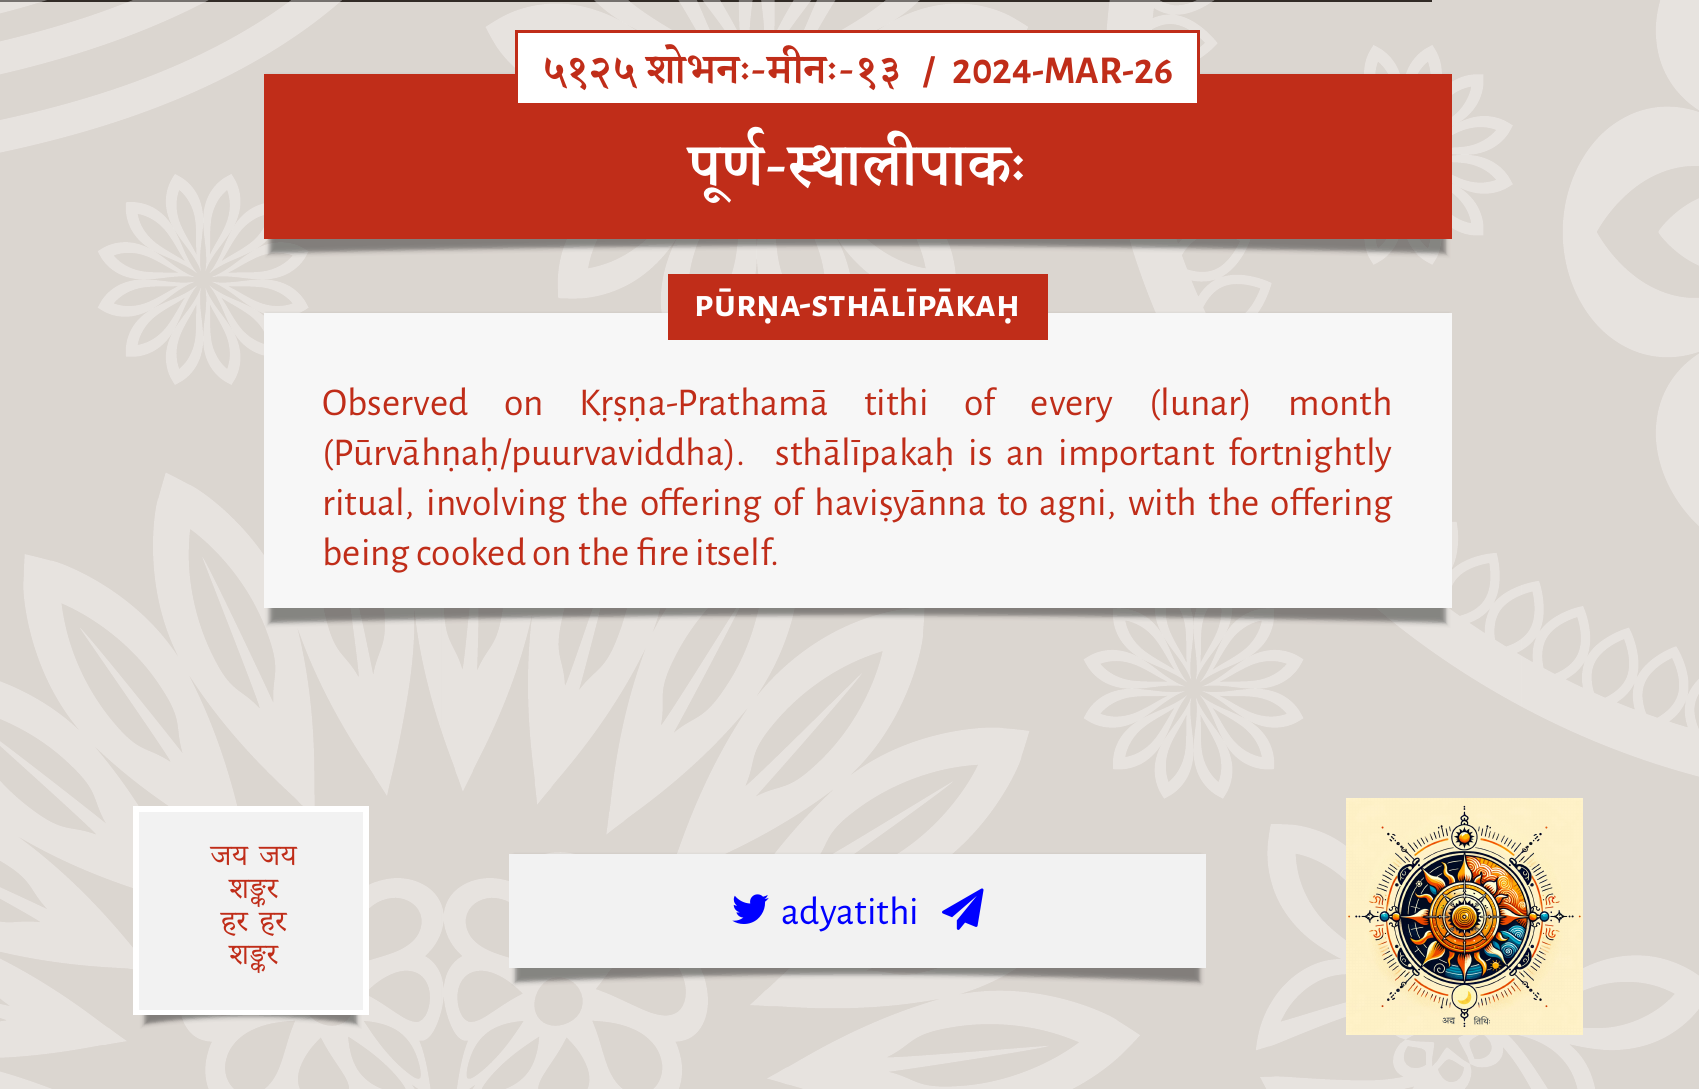 ५१२५ शोभनः-मीनः-१३ / 2024-MAR-26
पूर्ण-स्थालीपाकः
PŪRṆA-STHĀLĪPĀKAḤ
Observed on Kṛṣṇa-Prathamā tithi of every (lunar) month
(Pūrvāhṇaḥ/puurvaviddha). sthālīpakaḥ is an important fortnightly
ritual, involving the offering of haviṣyānna to agni, with the offering
being cooked on the fire itself.
जय जय
शङ्कर
हर हर
शङ्कर
adyatithi
अद्य तिथिः